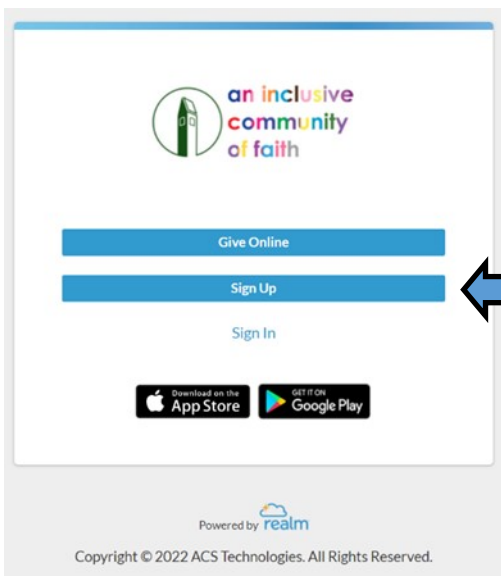 an inclusive
community
of faith
Give Online
Sign Up
Sign In
Download on the
App Store
GET IT ON
Google Play
Powered by realm
Copyright © 2022 ACS Technologies. All Rights Reserved.